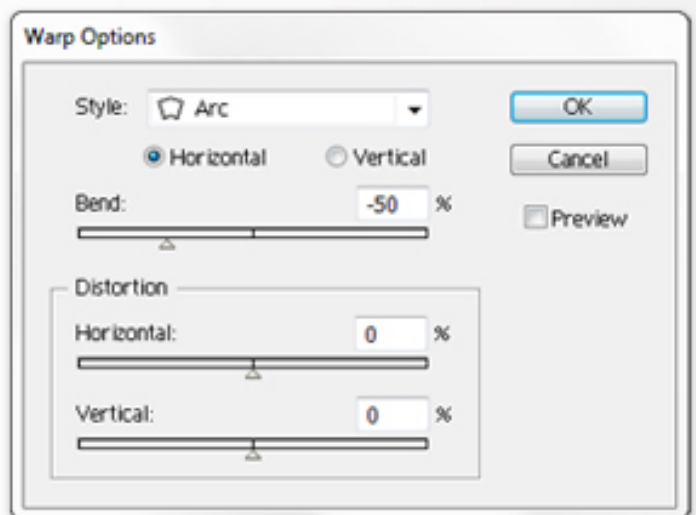 Warp Options
Style: Arc OK
Horizontal Vertical Cancel
Bend: -50 % Preview
Distortion
Horizontal: 0 %
Vertical: 0 %